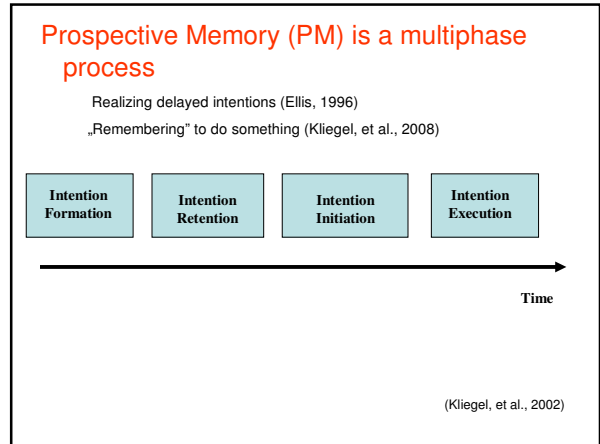 Prospective Memory (PM) is a multiphase
process
Realizing delayed intentions (Ellis, 1996)
„Remembering” to do something (Kliegel, et al., 2008)
Intention
Formation
Intention
Retention
Intention
Initiation
Intention
Execution
Time
(Kliegel, et al., 2002)